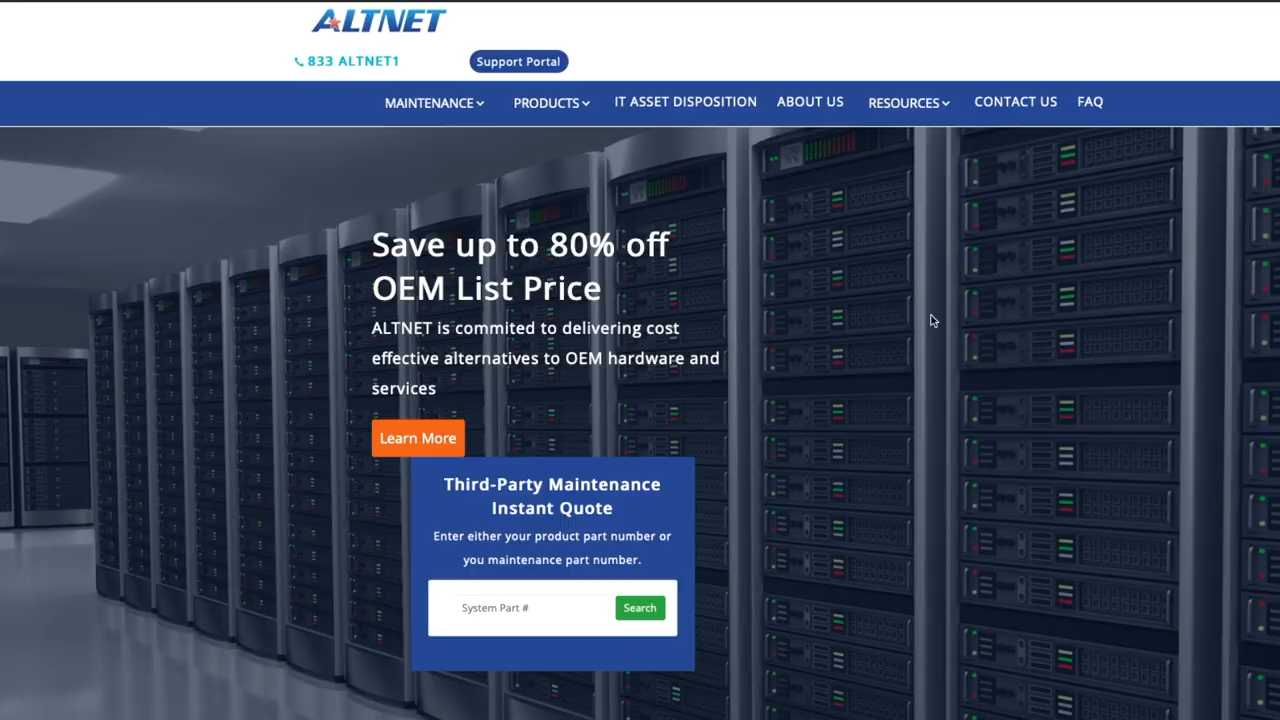 ALTNET
833 ALTNET1
Support Portal
MAINTENANCE PRODUCTS IT ASSET DISPOSITION ABOUT US RESOURCES CONTACT US FAQ
Save up to 80% off
OEM List Price
ALTNET is commited to delivering cost
effective alternatives to OEM hardware and
services
Learn More
Third-Party Maintenance
Instant Quote
Enter either your product part number or
you maintenance part number.
System Part # Search